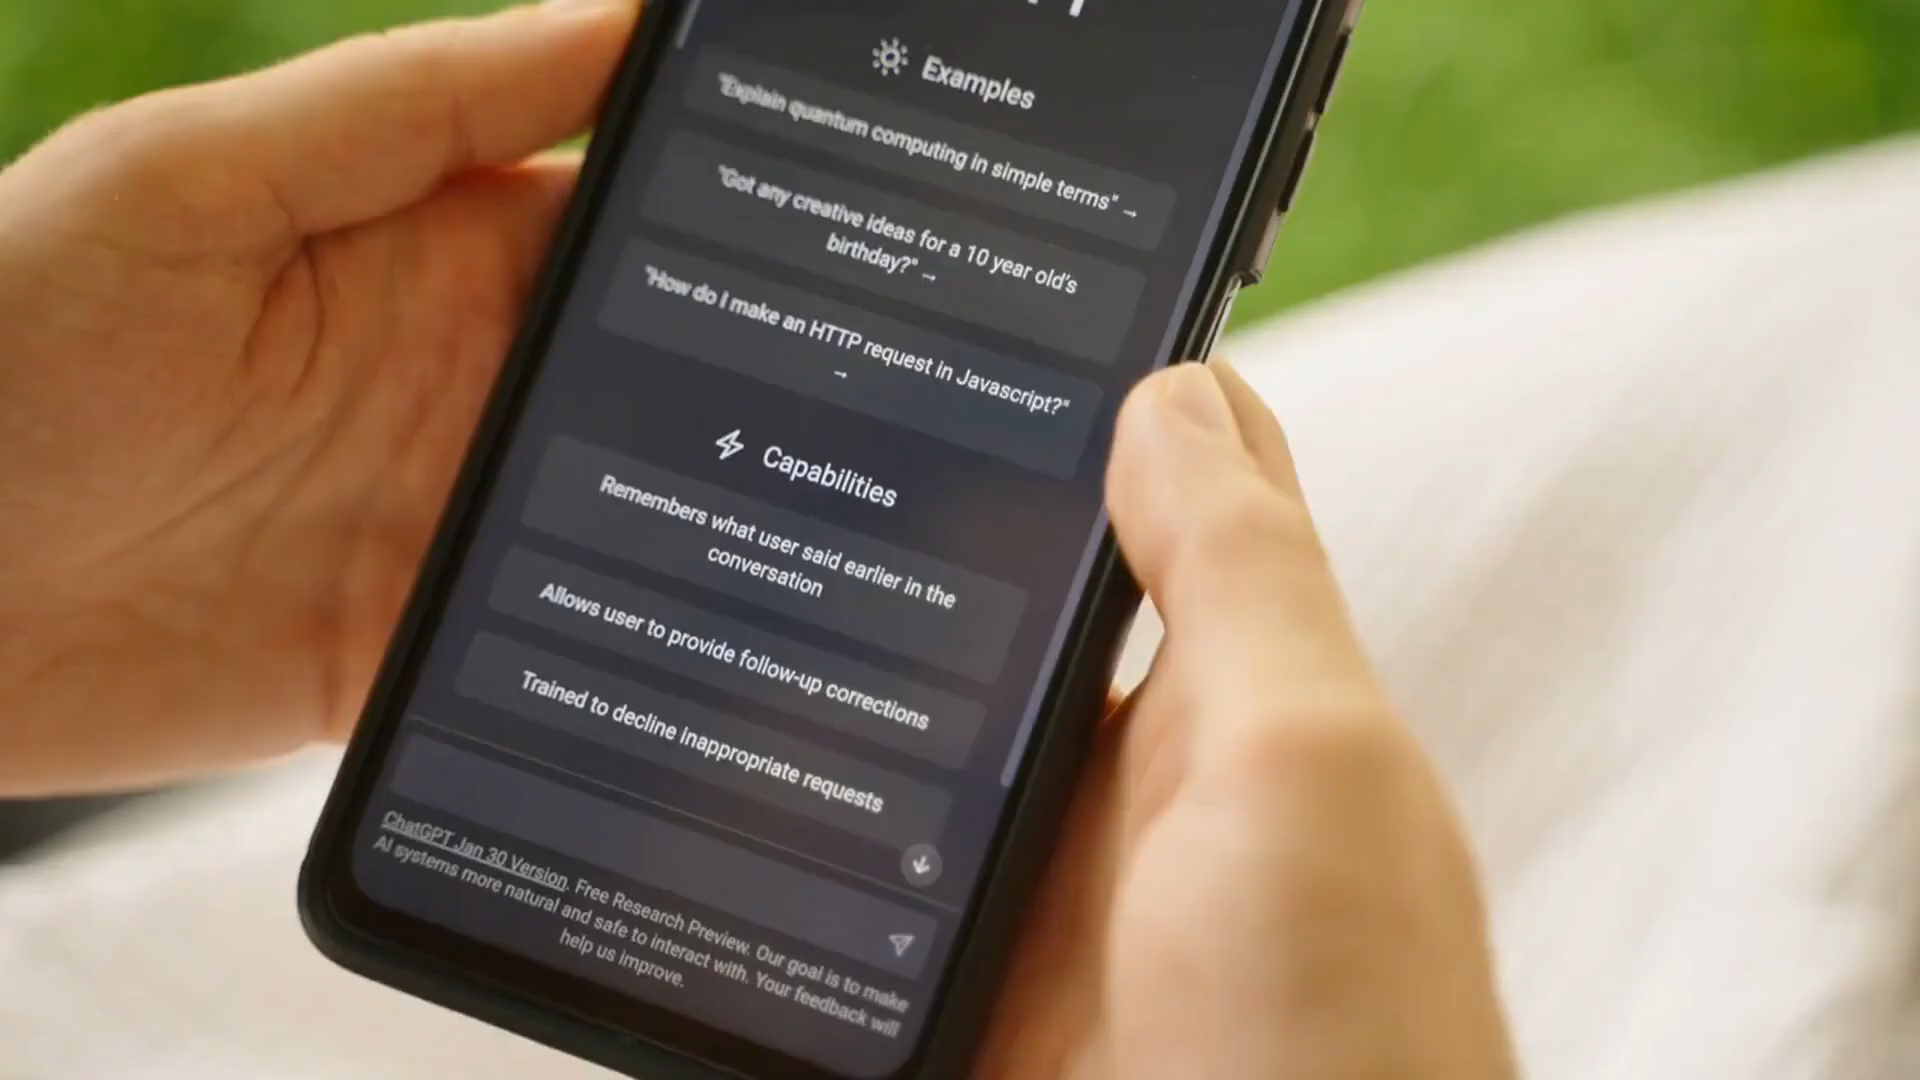 Examples
"Explain quantum computing in simple terms" →
"Got any creative ideas for a 10 year old's
birthday?" →
"How do I make an HTTP request in Javascript?"
→
Capabilities
Remembers what user said earlier in the
conversation
Allows user to provide follow-up corrections
Trained to decline inappropriate requests
ChatGPT Jan 30 Version. Free Research Preview. Our goal is to make
AI systems more natural and safe to interact with. Your feedback will
help us improve.